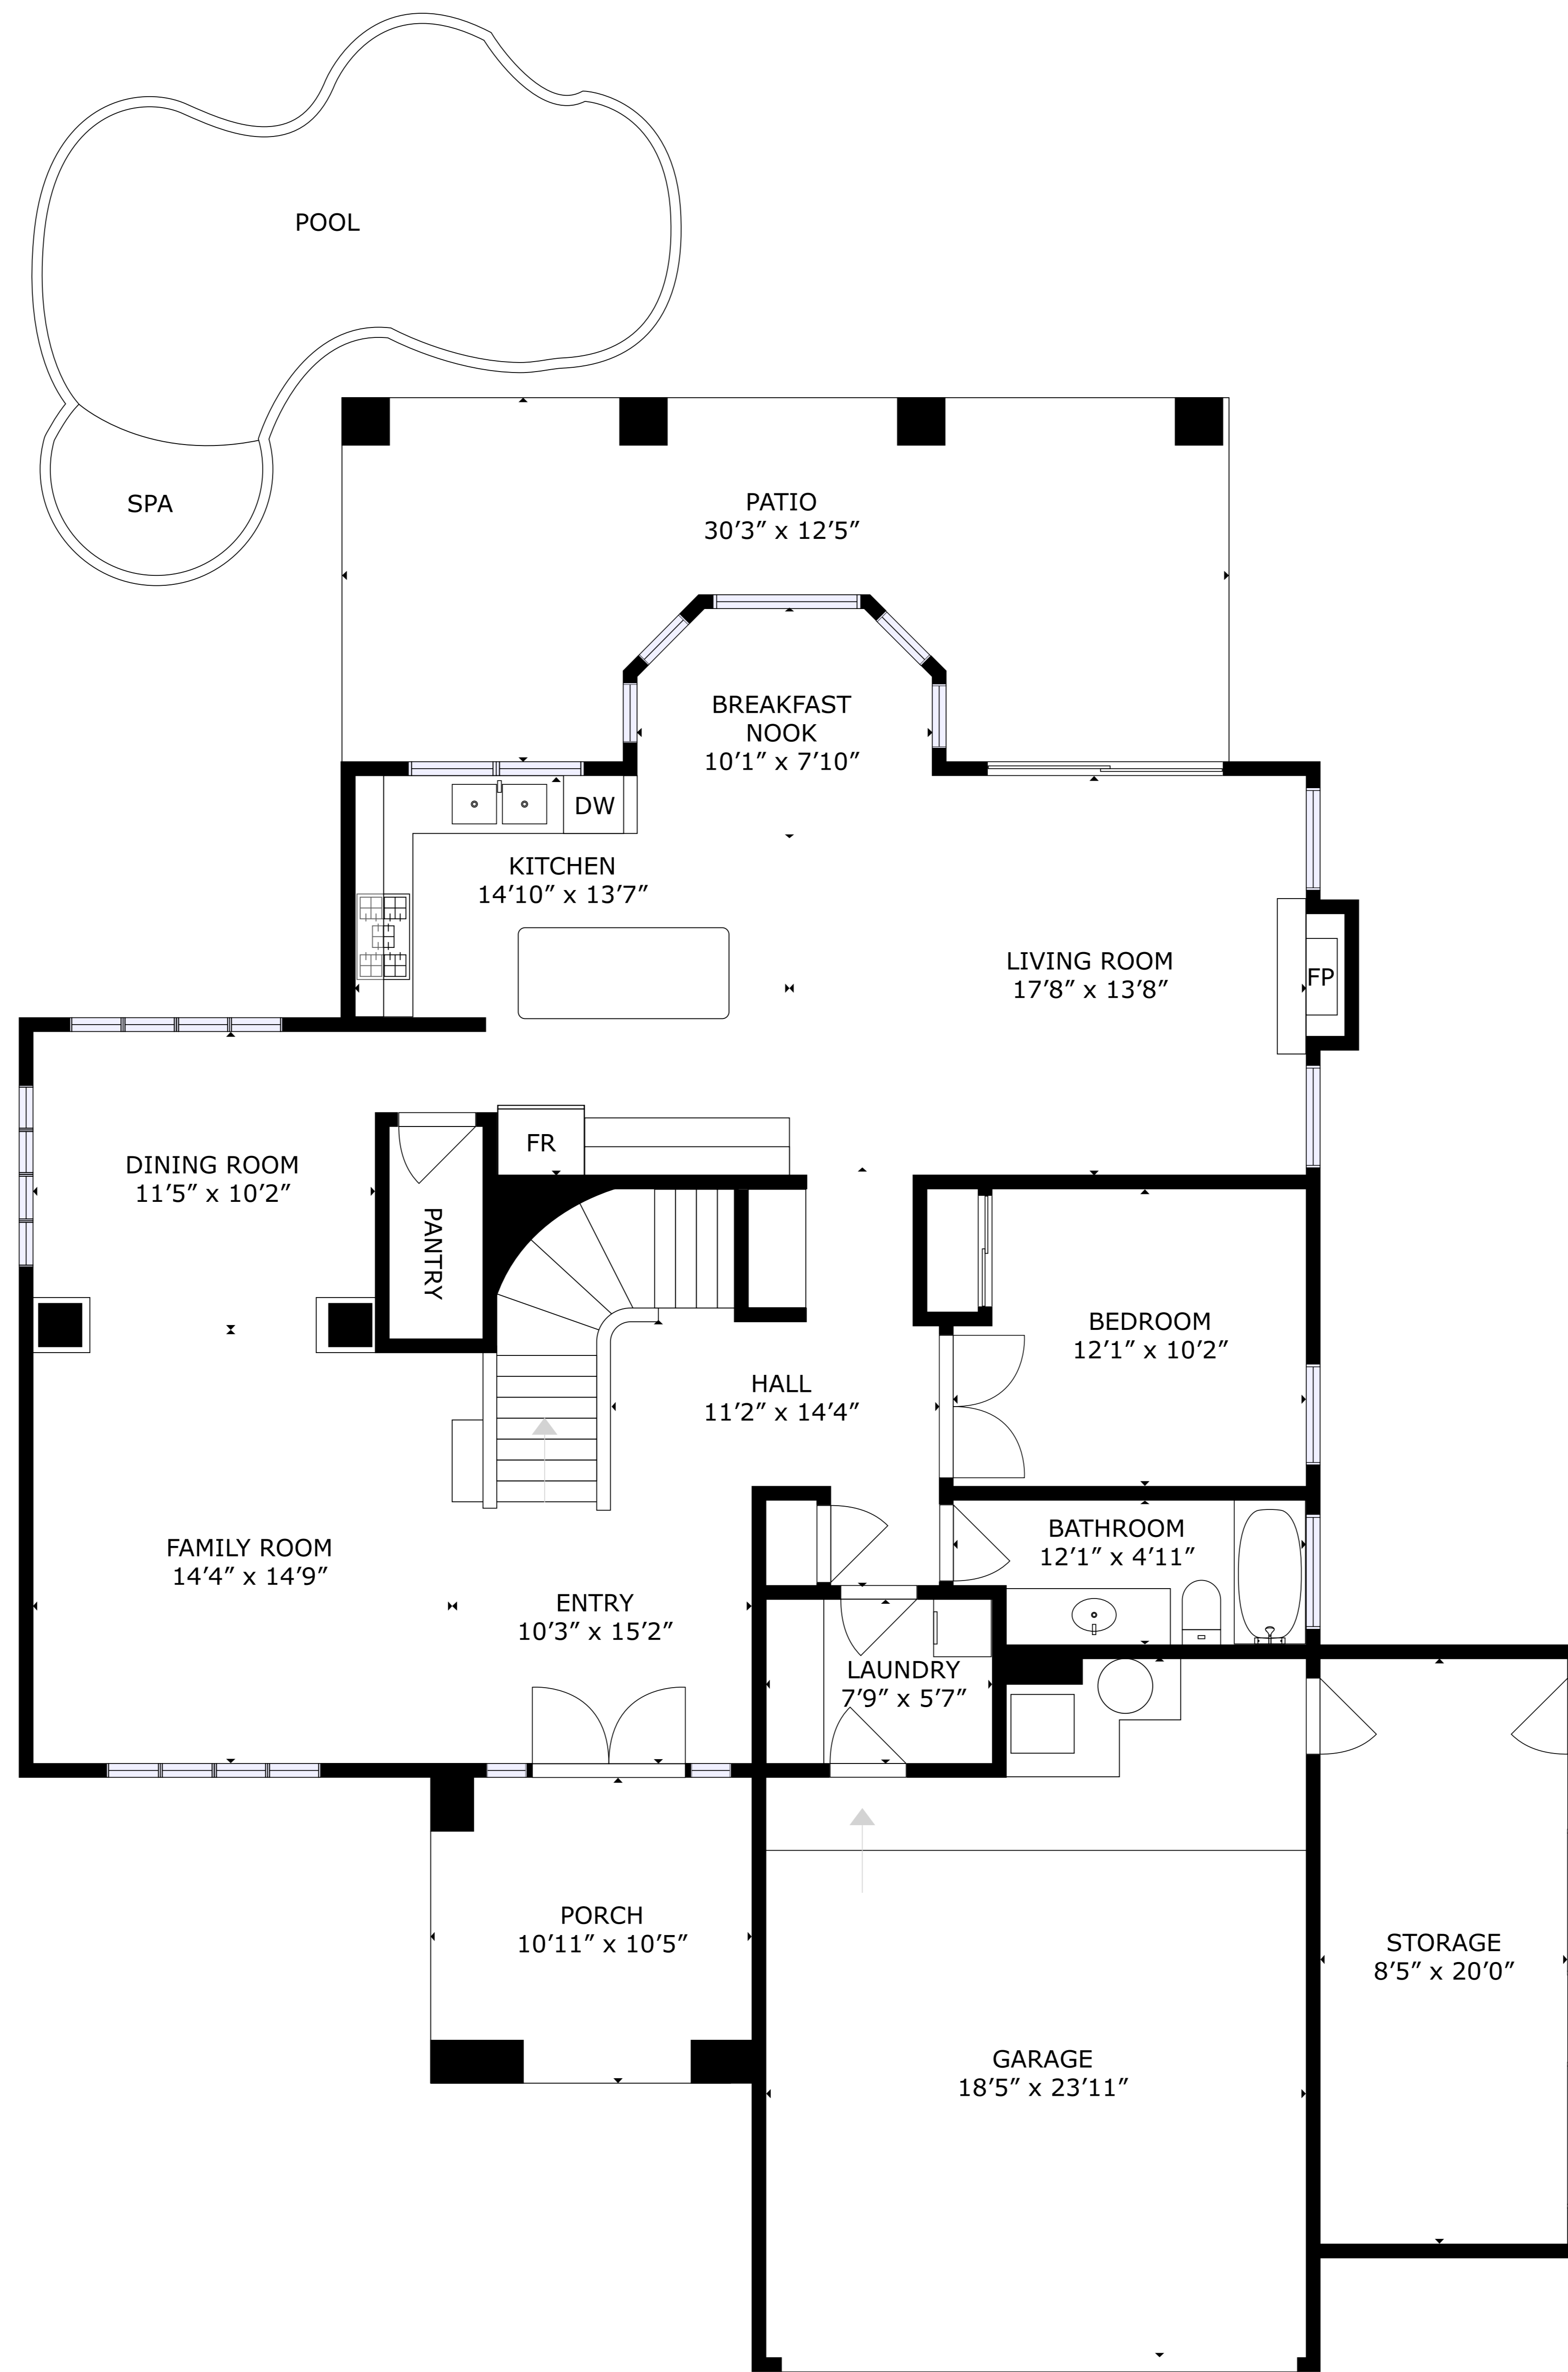 POOL
SPA
PATIO
30’3” x 12’5”
BREAKFAST
NOOK
10’1” x 7’10”
DW
KITCHEN
14’10” x 13’7”
LIVING ROOM
17’8” x 13’8”
FP
FR
DINING ROOM
11’5” x 10’2”
PANTRY
BEDROOM
12’1” x 10’2”
HALL
11’2” x 14’4”
BATHROOM
12’1” x 4’11”
FAMILY ROOM
14’4” x 14’9”
ENTRY
10’3” x 15’2”
LAUNDRY
7’9” x 5’7”
PORCH
10’11” x 10’5”
STORAGE
8’5” x 20’0”
GARAGE
18’5” x 23’11”